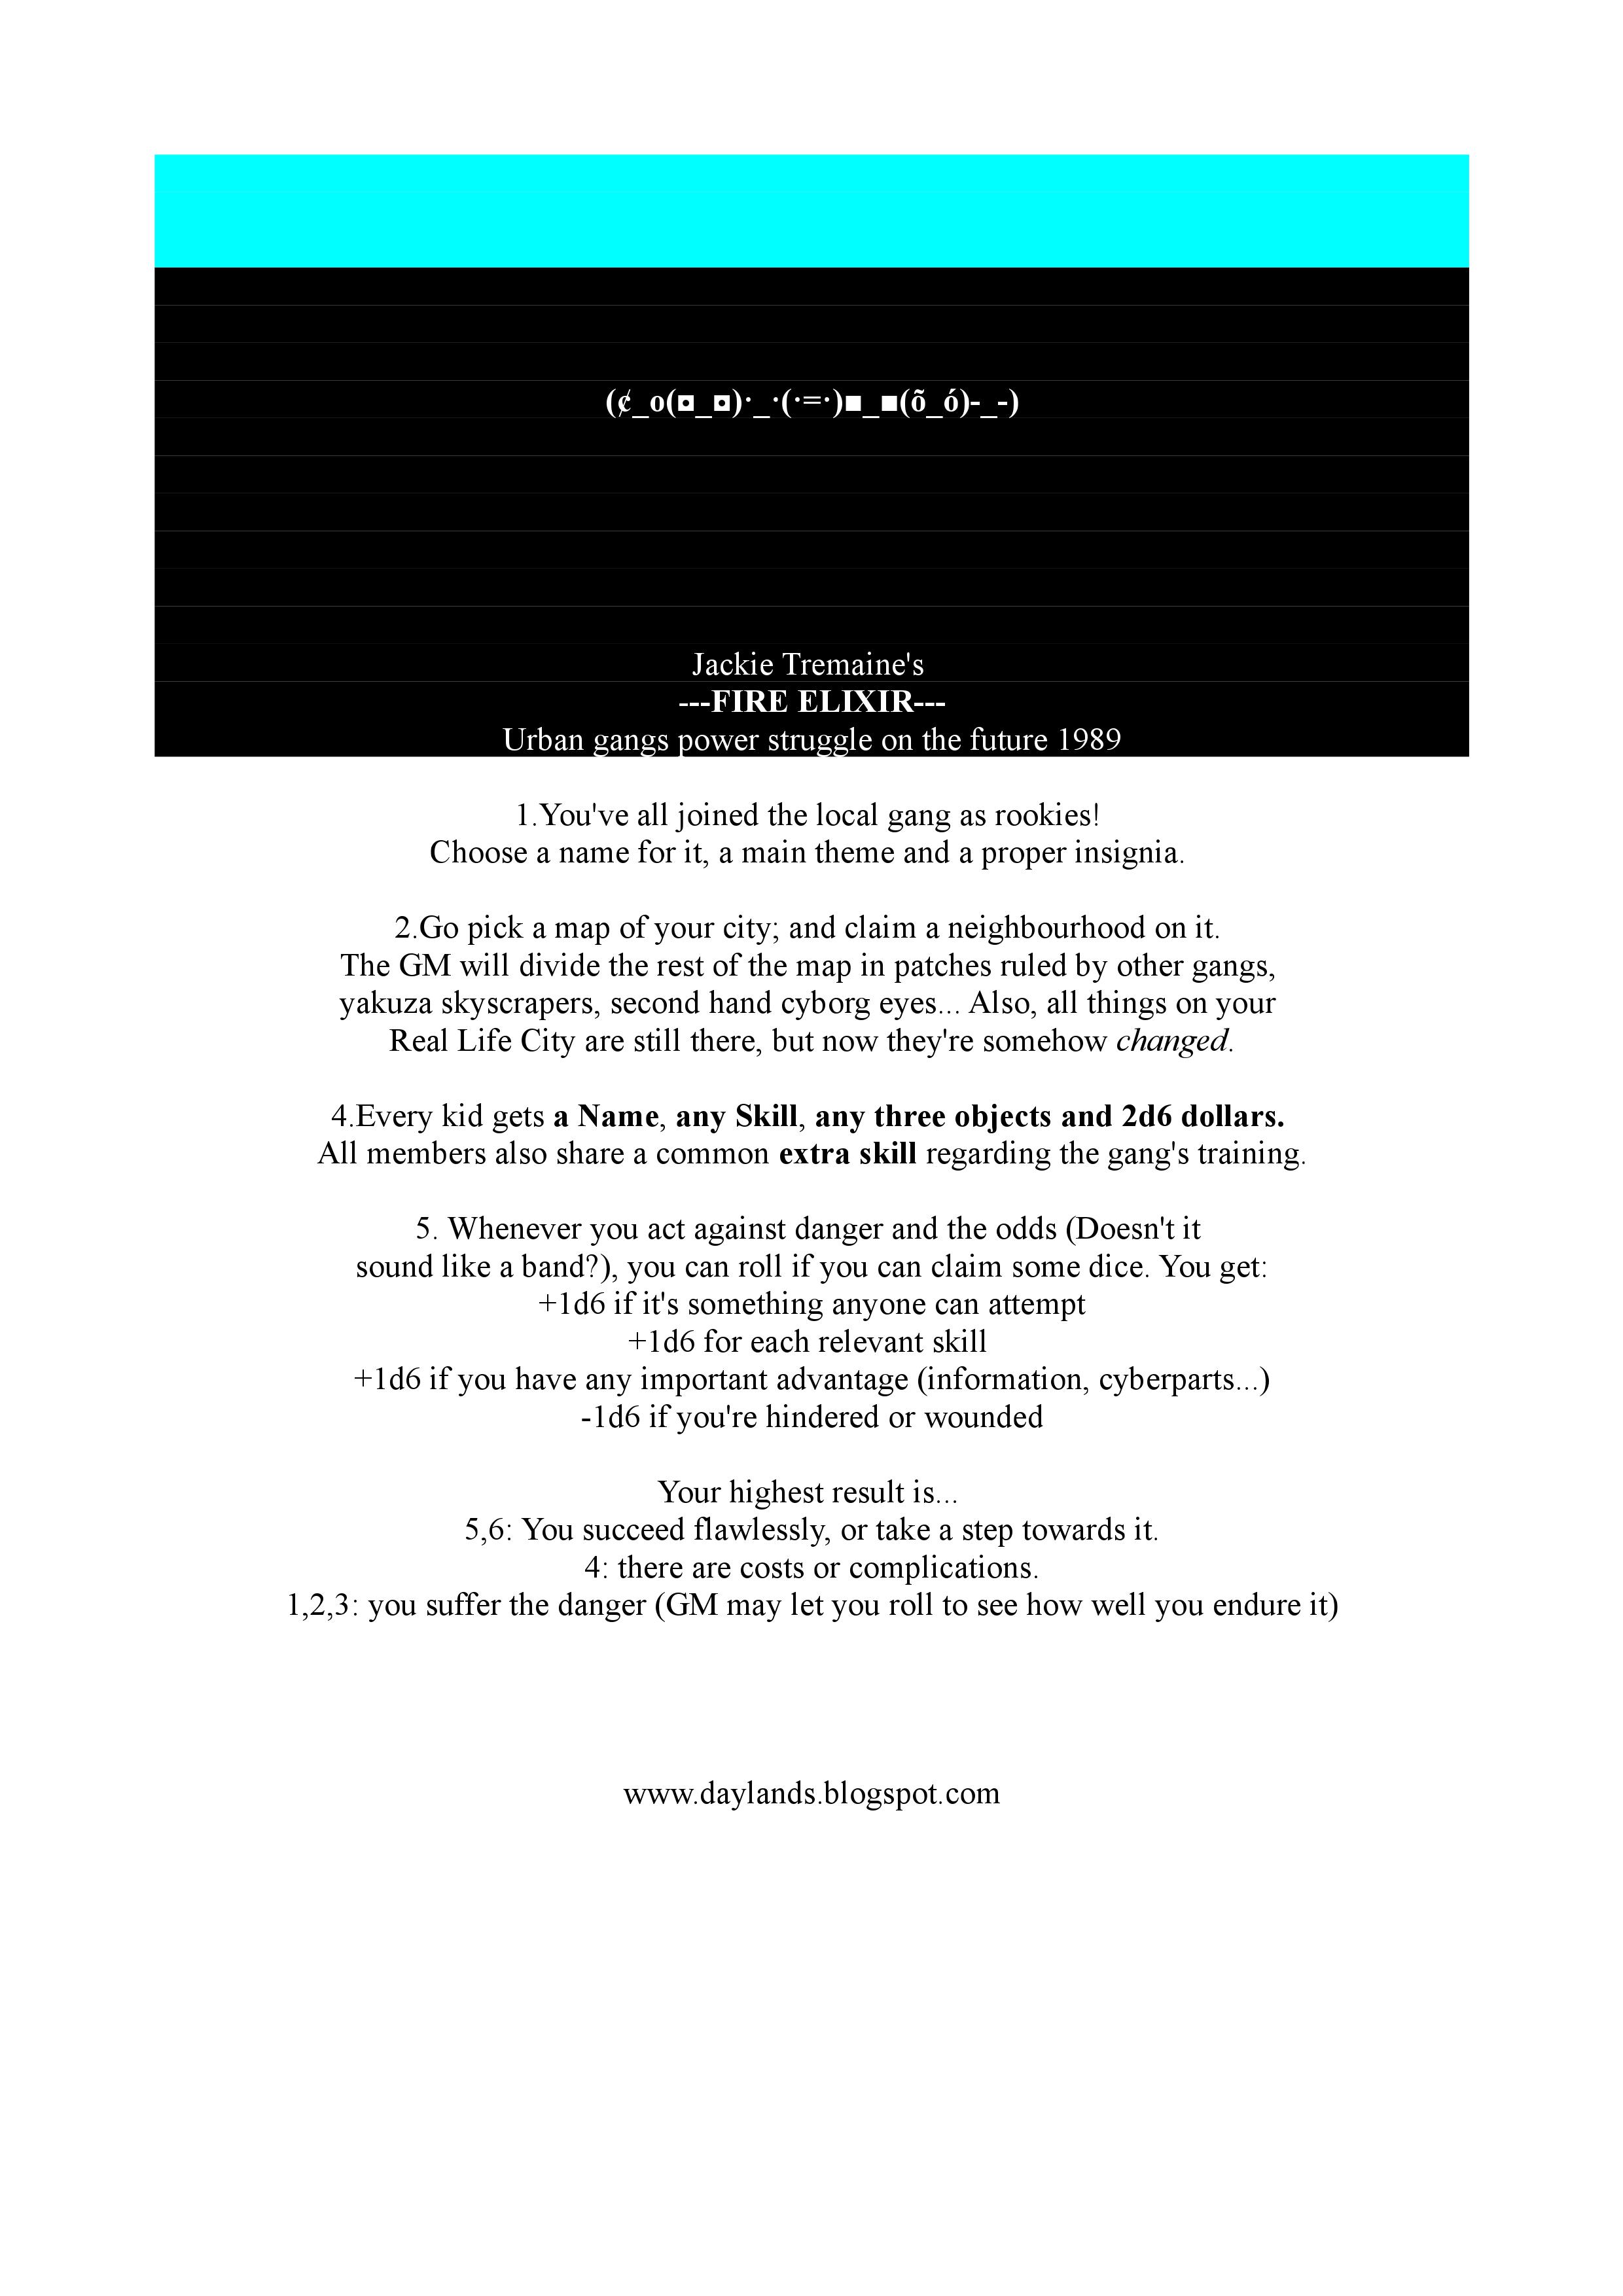 (¢_o(◘_◘)·_·(·=·)■_■(õ_ó)-_-)
Jackie Tremaine's
---FIRE ELIXIR---
Urban gangs power struggle on the future 1989
1.You've all joined the local gang as rookies!
Choose a name for it, a main theme and a proper insignia.
2.Go pick a map of your city; and claim a neighbourhood on it.
The GM will divide the rest of the map in patches ruled by other gangs,
yakuza skyscrapers, second hand cyborg eyes... Also, all things on your
Real Life City are still there, but now they're somehow changed.
4.Every kid gets a Name, any Skill, any three objects and 2d6 dollars.
All members also share a common extra skill regarding the gang's training.
5. Whenever you act against danger and the odds (Doesn't it
sound like a band?), you can roll if you can claim some dice. You get:
+1d6 if it's something anyone can attempt
+1d6 for each relevant skill
+1d6 if you have any important advantage (information, cyberparts...)
-1d6 if you're hindered or wounded
Your highest result is...
5,6: You succeed flawlessly, or take a step towards it.
4: there are costs or complications.
1,2,3: you suffer the danger (GM may let you roll to see how well you endure it)
www.daylands.blogspot.com